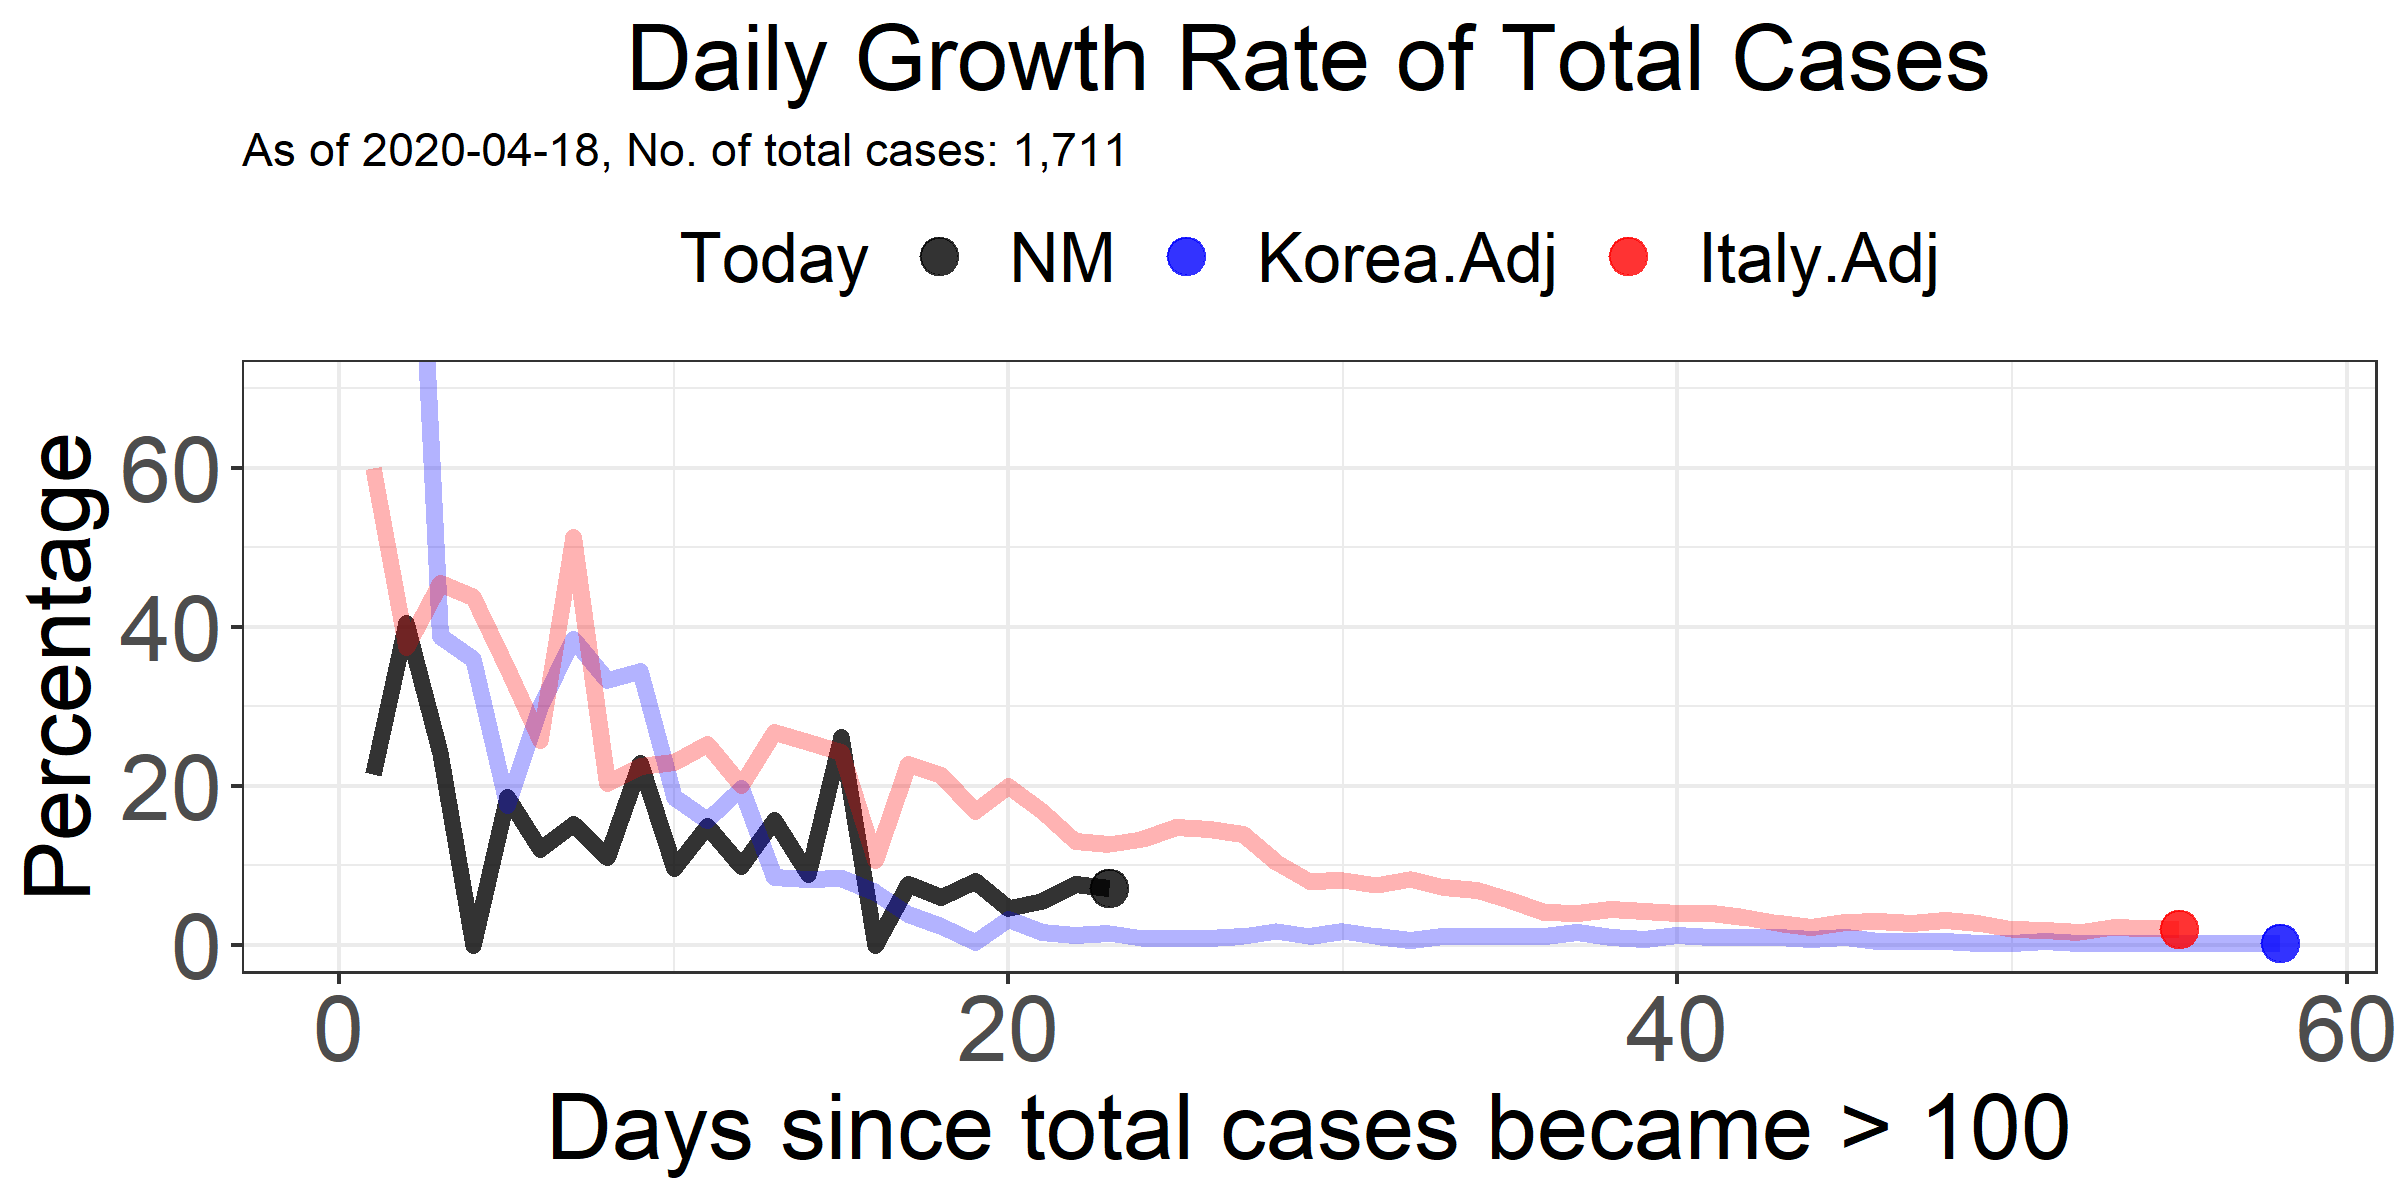 Daily Growth Rate of Total Cases
As of 2020-04-18, No. of total cases: 1,711
Today NM Korea.Adj Italy.Adj
Percentage
60
40
20
0
0 20 40 60
Days since total cases became > 100